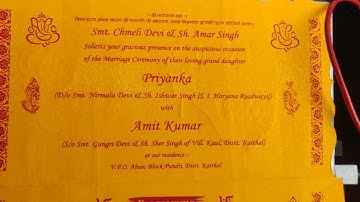 Smt. Chmeli Devi & Sh. Amar Singh
Solicits your gracious presence on the auspicious occasion
of the Marriage Ceremony of their loving grand daughter
Priyanka
(D/o Smt. Nirmala Devi & Sh. Ishwar Singh (S. I. Haryana Roadways))
with
Amit Kumar
(S/o Smt. Gungri Devi & Sh. Sher Singh of Vill. Kaul, Distt. Kaithal)
at our residence :-
V.P.O. Ahun, Block Pundri, Distt. Kaithal